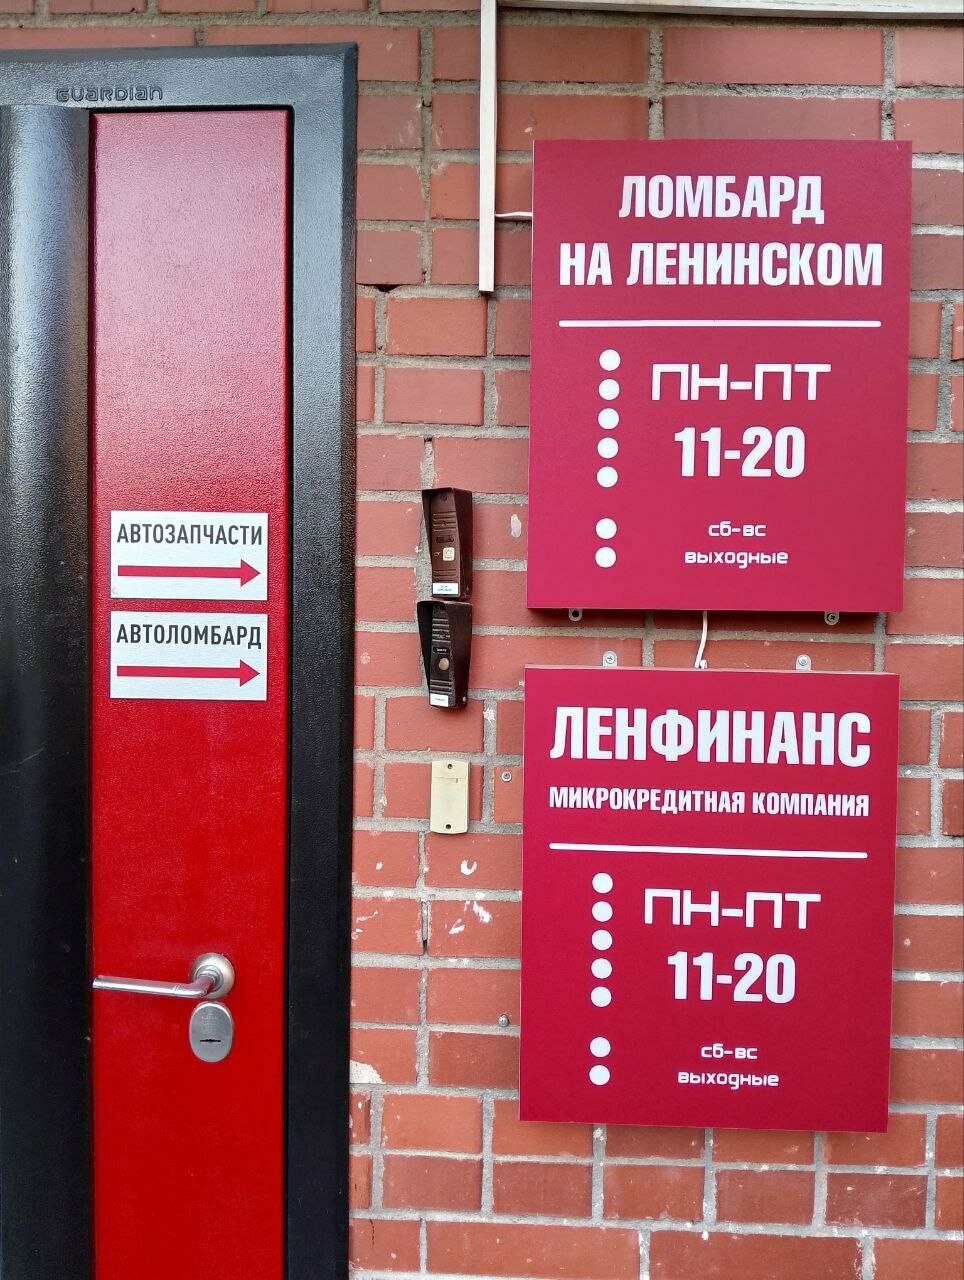 GUARDIAN
АВТОЗАПЧАСТИ
АВТОЛОМБАРД
ЛОМБАРД
НА ЛЕНИНСКОМ
ПН-ПТ
11-20
сб-вс
выходные
ЛЕНФИНАНС
МИКРОКРЕДИТНАЯ КОМПАНИЯ
ПН-ПТ
11-20
сб-вс
выходные